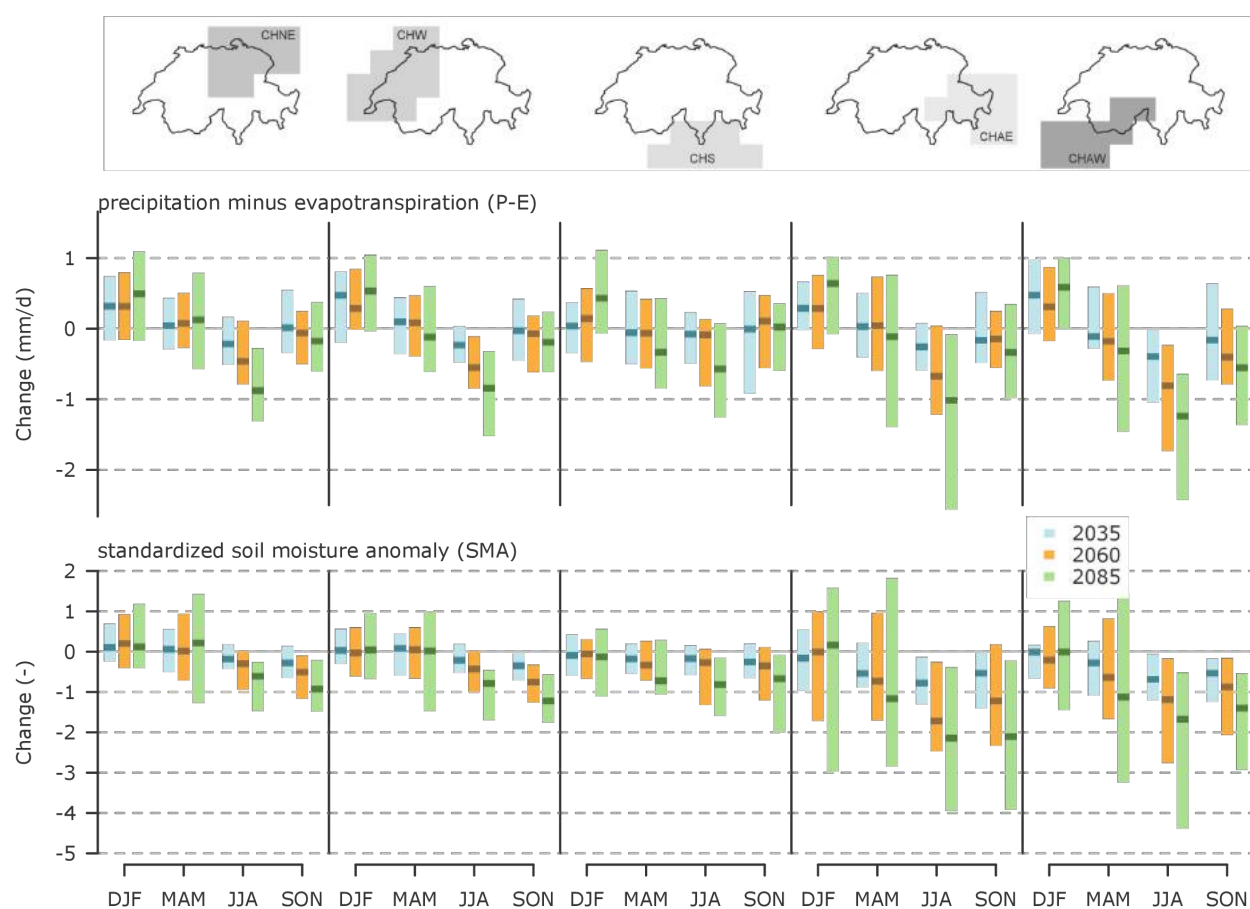 CHNE
CHW
CHS
CHAE
CHAW
precipitation minus evapotranspiration (P-E)
Change (mm/d)
1
0
-1
-2
standardized soil moisture anomaly (SMA)
2035
2060
2085
Change (-)
2
1
0
-1
-2
-3
-4
-5
DJF MAM JJA SON DJF MAM JJA SON DJF MAM JJA SON DJF MAM JJA SON DJF MAM JJA SON